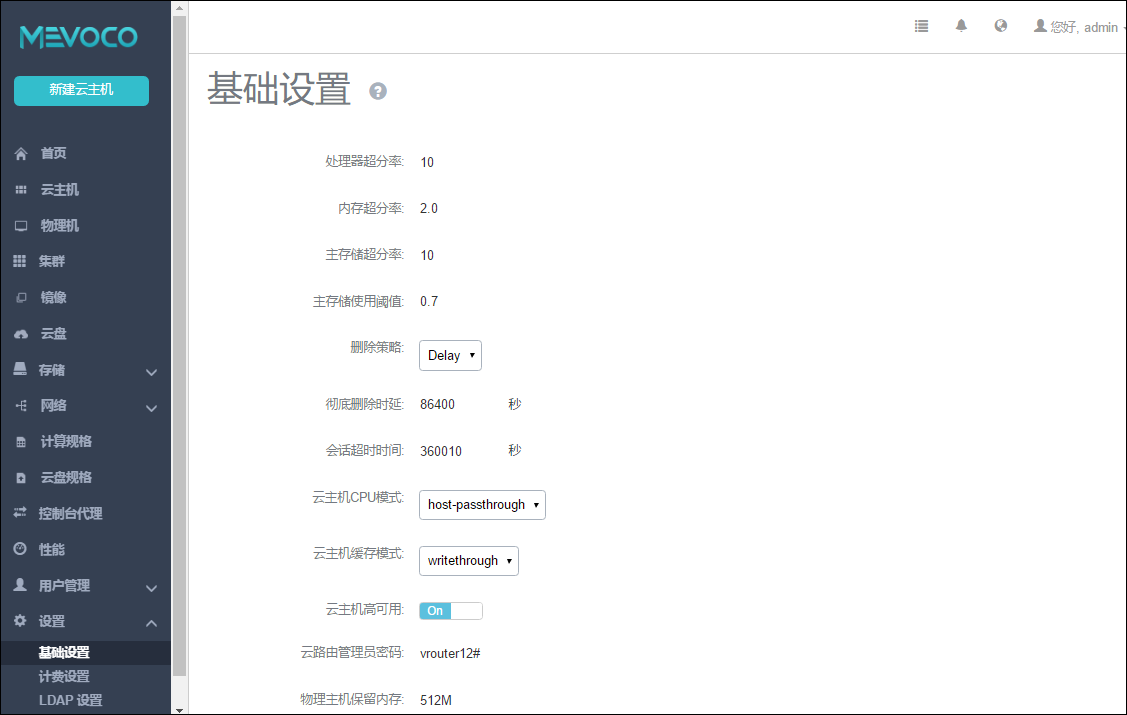 MEVOCO
新建云主机
首页
云主机
物理机
集群
镜像
云盘
存储
网络
计算规格
云盘规格
控制台代理
性能
用户管理
设置
基础设置
计费设置
LDAP 设置
您好, admin
基础设置 ?
处理器超分率: 10
内存超分率: 2.0
主存储超分率: 10
主存储使用阈值: 0.7
删除策略: Delay
彻底删除时延: 86400 秒
会话超时时间: 360010 秒
云主机CPU模式: host-passthrough
云主机缓存模式: writethrough
云主机高可用: On
云路由管理员密码: vrouter12#
物理主机保留内存: 512M